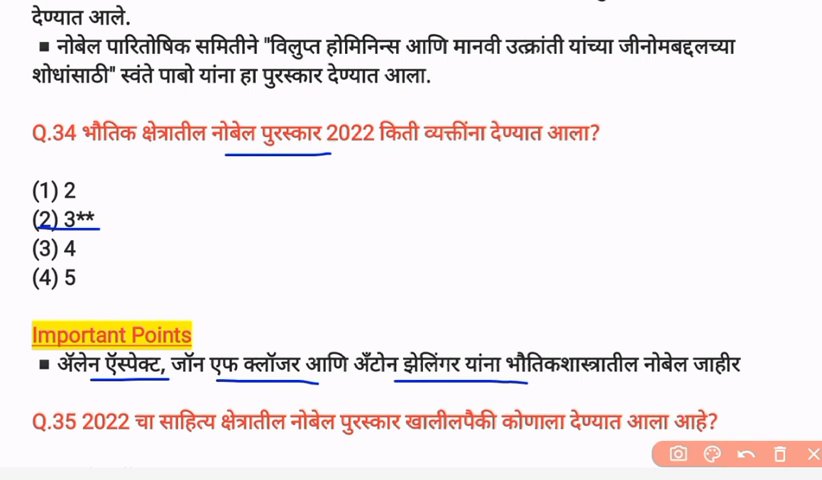 देण्यात आले.
▪ नोबेल पारितोषिक समितीने "विलुप्त होमिनिन्स आणि मानवी उत्क्रांती यांच्या जीनोमबद्दलच्या
शोधांसाठी" स्वंते पाबो यांना हा पुरस्कार देण्यात आला.
Q.34 भौतिक क्षेत्रातील नोबेल पुरस्कार 2022 किती व्यक्तींना देण्यात आला?
(1) 2
(2) 3**
(3) 4
(4) 5
Important Points
▪ ॲलेन ऍस्पेक्ट, जॉन एफ क्लॉजर आणि अँटोन झेलिंगर यांना भौतिकशास्त्रातील नोबेल जाहीर
Q.35 2022 चा साहित्य क्षेत्रातील नोबेल पुरस्कार खालीलपैकी कोणाला देण्यात आला आहे?